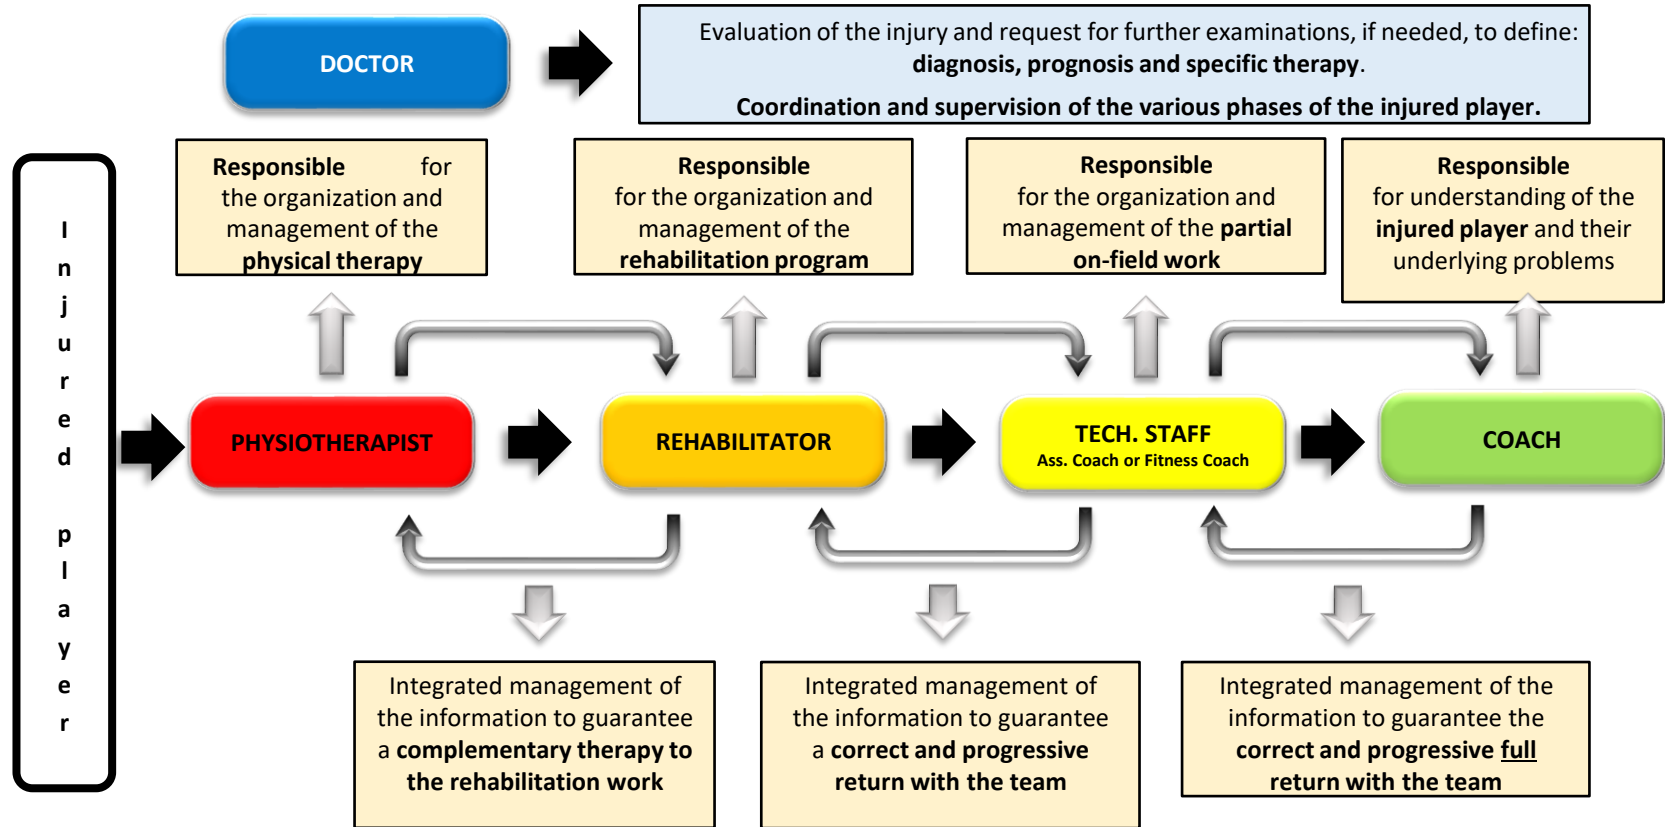 DOCTOR
Evaluation of the injury and request for further examinations, if needed, to define:
diagnosis, prognosis and specific therapy.
Coordination and supervision of the various phases of the injured player.
Injured player
Responsible for
the organization and
management of the
physical therapy
Responsible
for the organization and
management of the
rehabilitation program
Responsible
for the organization and
management of the partial
on-field work
Responsible
for understanding of the
injured player and their
underlying problems
PHYSIOTHERAPIST
REHABILITATOR
TECH. STAFF
Ass. Coach or Fitness Coach
COACH
Integrated management of
the information to guarantee
a complementary therapy to
the rehabilitation work
Integrated management of
the information to guarantee
a correct and progressive
return with the team
Integrated management of the
information to guarantee the
correct and progressive full
return with the team